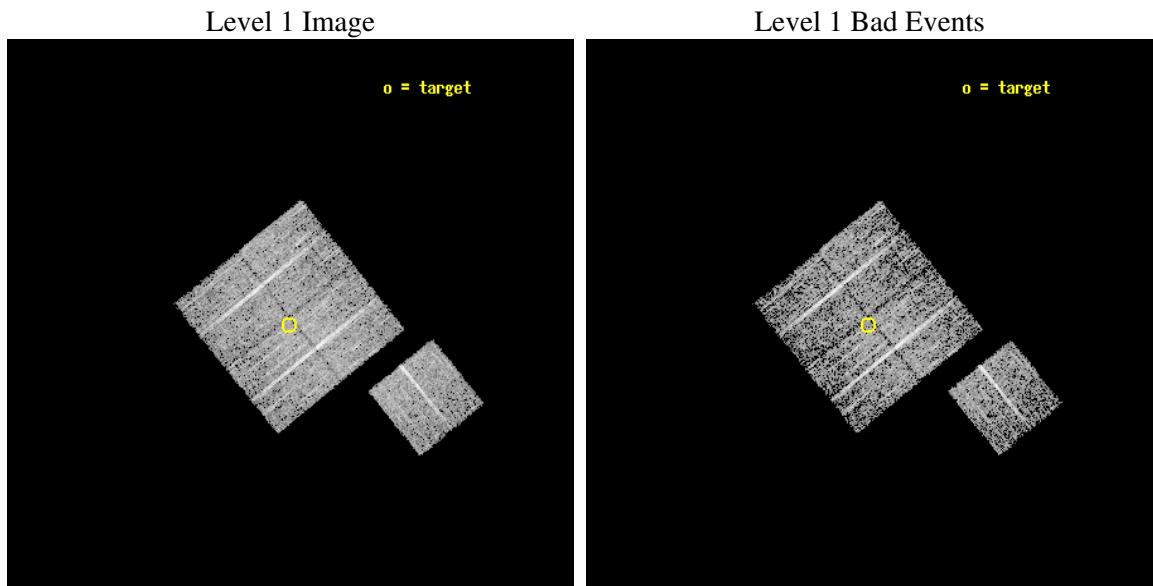 Level 1 Image
Level 1 Bad Events
o = target
o = target